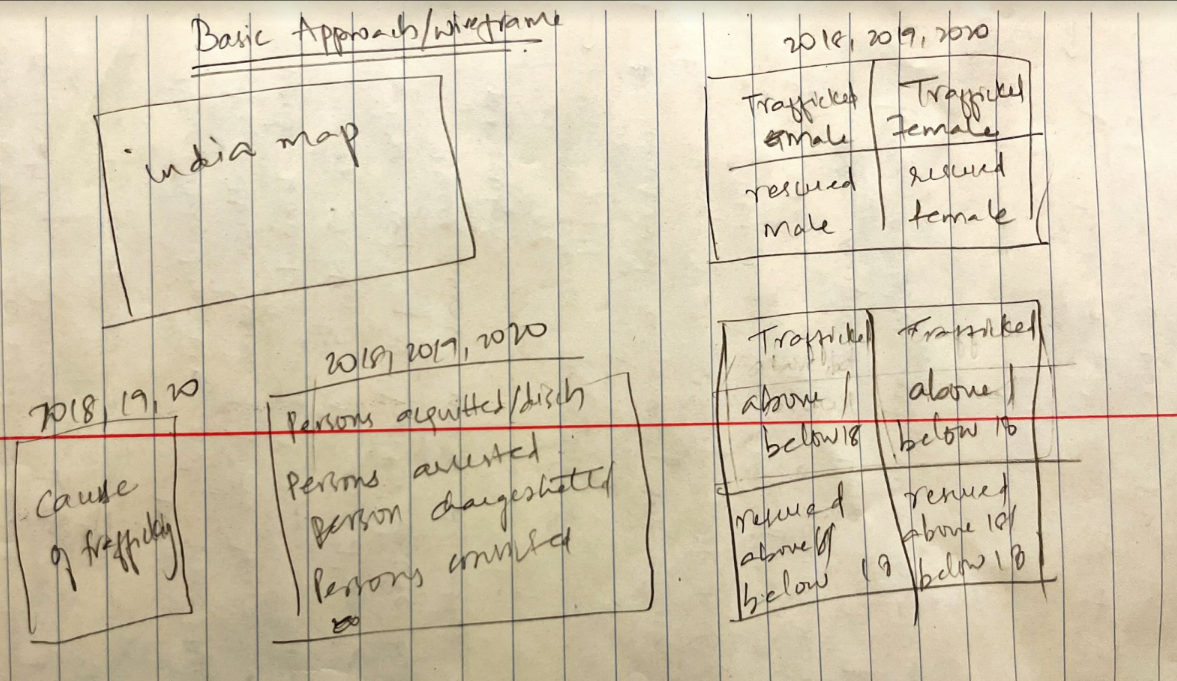 Basic Approach/wireframe
india map
2018, 2019, 2020
Trafficked
male
Trafficked
Female
rescued
male
rescued
female
2018, 19, 20
Cause
of trafficking
2018, 2019, 2020
Persons acquitted/disch
Persons arrested
Person chargeshetted
Persons convicted
Trafficked
above /
below 18
Trafficked
above /
below 18
rescued
above /
below 18
rescued
above 18/
below 18